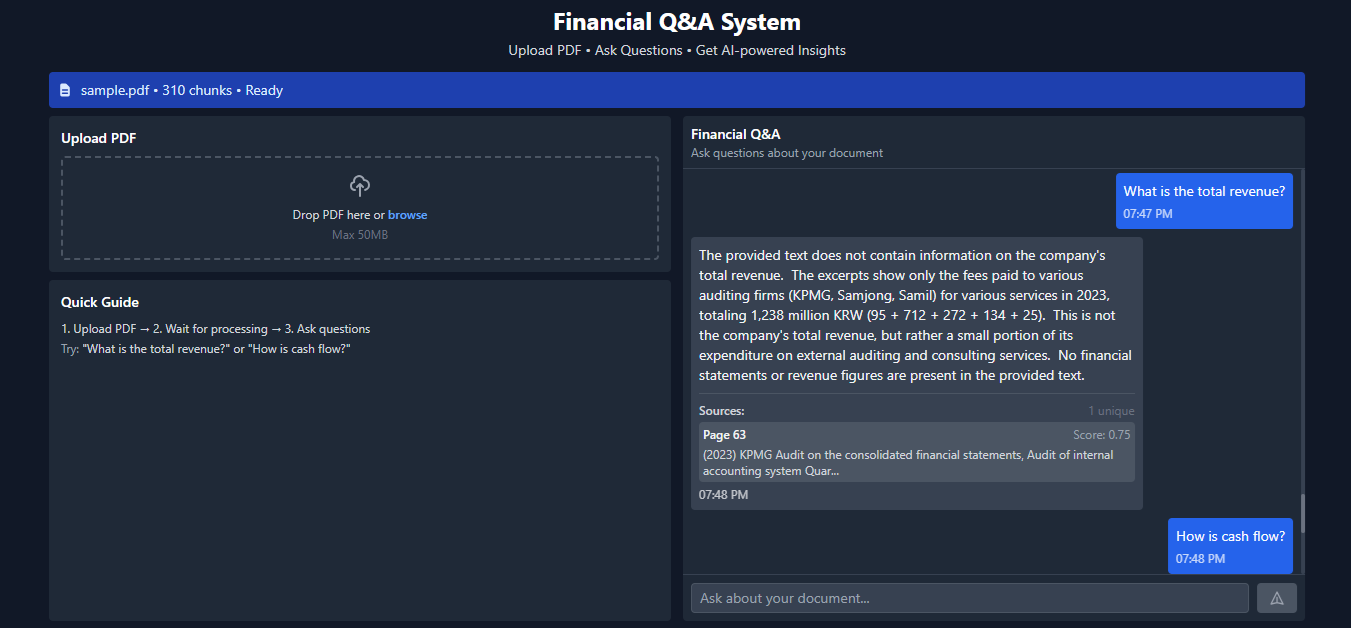 Financial Q&A System
Upload PDF • Ask Questions • Get AI-powered Insights
sample.pdf • 310 chunks • Ready
Upload PDF
Drop PDF here or browse
Max 50MB
Quick Guide
1. Upload PDF → 2. Wait for processing → 3. Ask questions
Try: "What is the total revenue?" or "How is cash flow?"
Financial Q&A
Ask questions about your document
What is the total revenue?
07:47 PM
The provided text does not contain information on the company's
total revenue. The excerpts show only the fees paid to various
auditing firms (KPMG, Samjong, Samil) for various services in 2023,
totaling 1,238 million KRW (95 + 712 + 272 + 134 + 25). This is not
the company's total revenue, but rather a small portion of its
expenditure on external auditing and consulting services. No financial
statements or revenue figures are present in the provided text.
Sources:
1 unique
Page 63
Score: 0.75
(2023) KPMG Audit on the consolidated financial statements, Audit of internal
accounting system Quar...
07:48 PM
How is cash flow?
07:48 PM
Ask about your document...